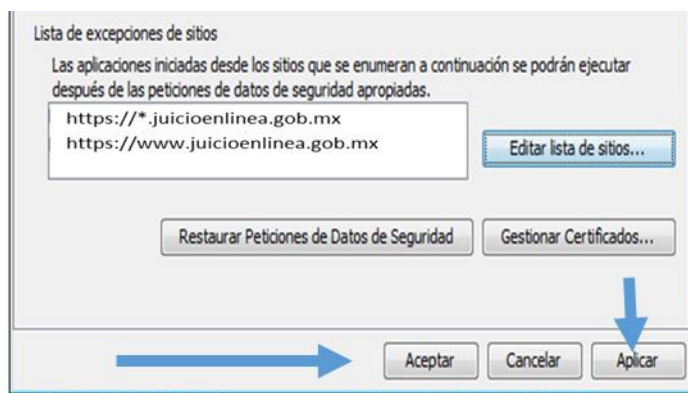 Lista de excepciones de sitios
Las aplicaciones iniciadas desde los sitios que se enumeran a continuación se podrán ejecutar
después de las peticiones de datos de seguridad apropiadas.
https://*.juicioenlinea.gob.mx
https://www.juicioenlinea.gob.mx
Editar lista de sitios...
Restaurar Peticiones de Datos de Seguridad
Gestionar Certificados...
Aceptar
Cancelar
Aplicar